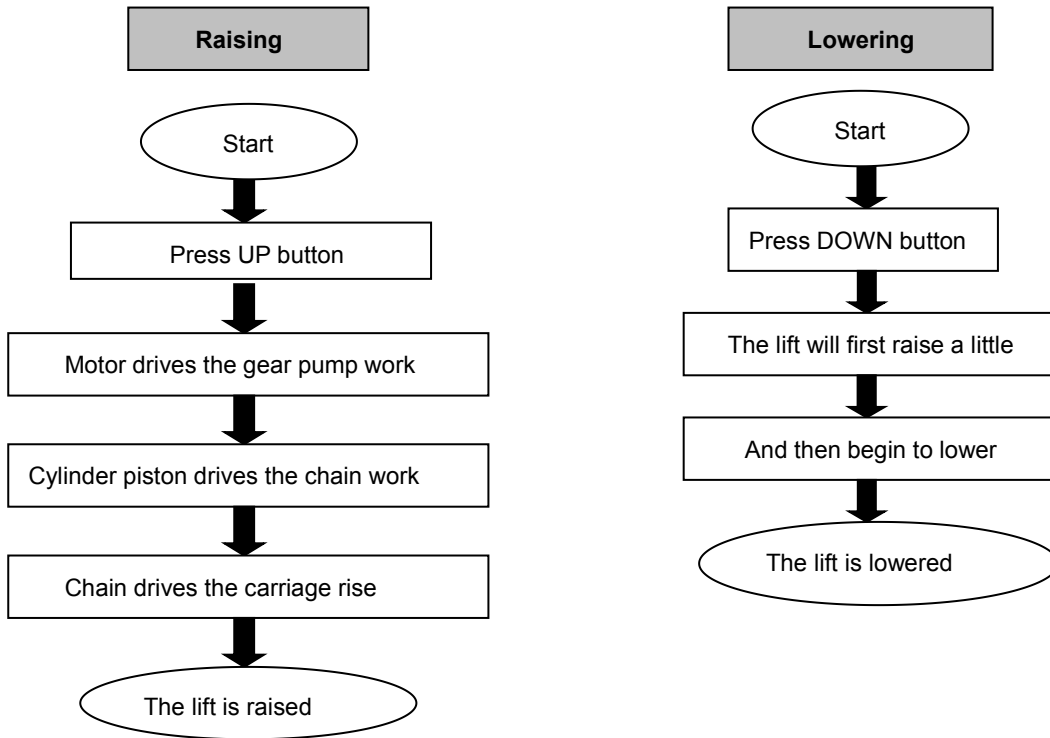 Raising
Start
Press UP button
Motor drives the gear pump work
Cylinder piston drives the chain work
Chain drives the carriage rise
The lift is raised
Lowering
Start
Press DOWN button
The lift will first raise a little
And then begin to lower
The lift is lowered